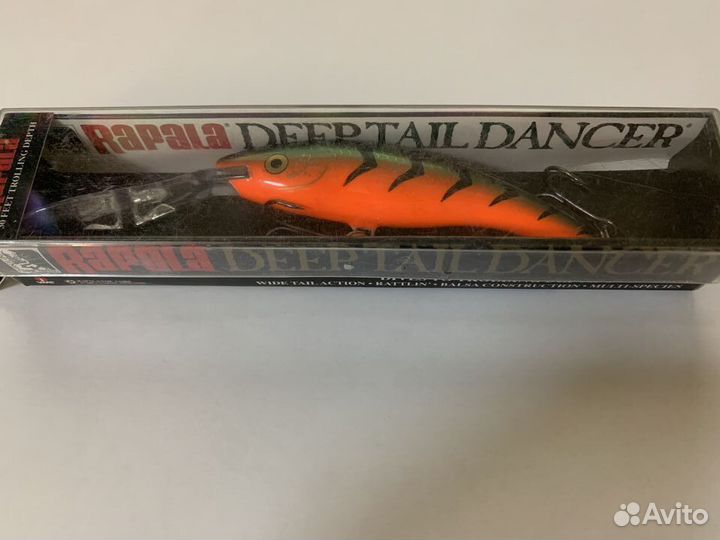 Rapala DEEP TAIL DANCER
30 FEET TROLLING DEPTH
RAPALA DEEP TAIL DANCER
WIDE TAIL ACTION • RATTLIN' • BALSA CONSTRUCTION • MULTI-SPECIES
Avito